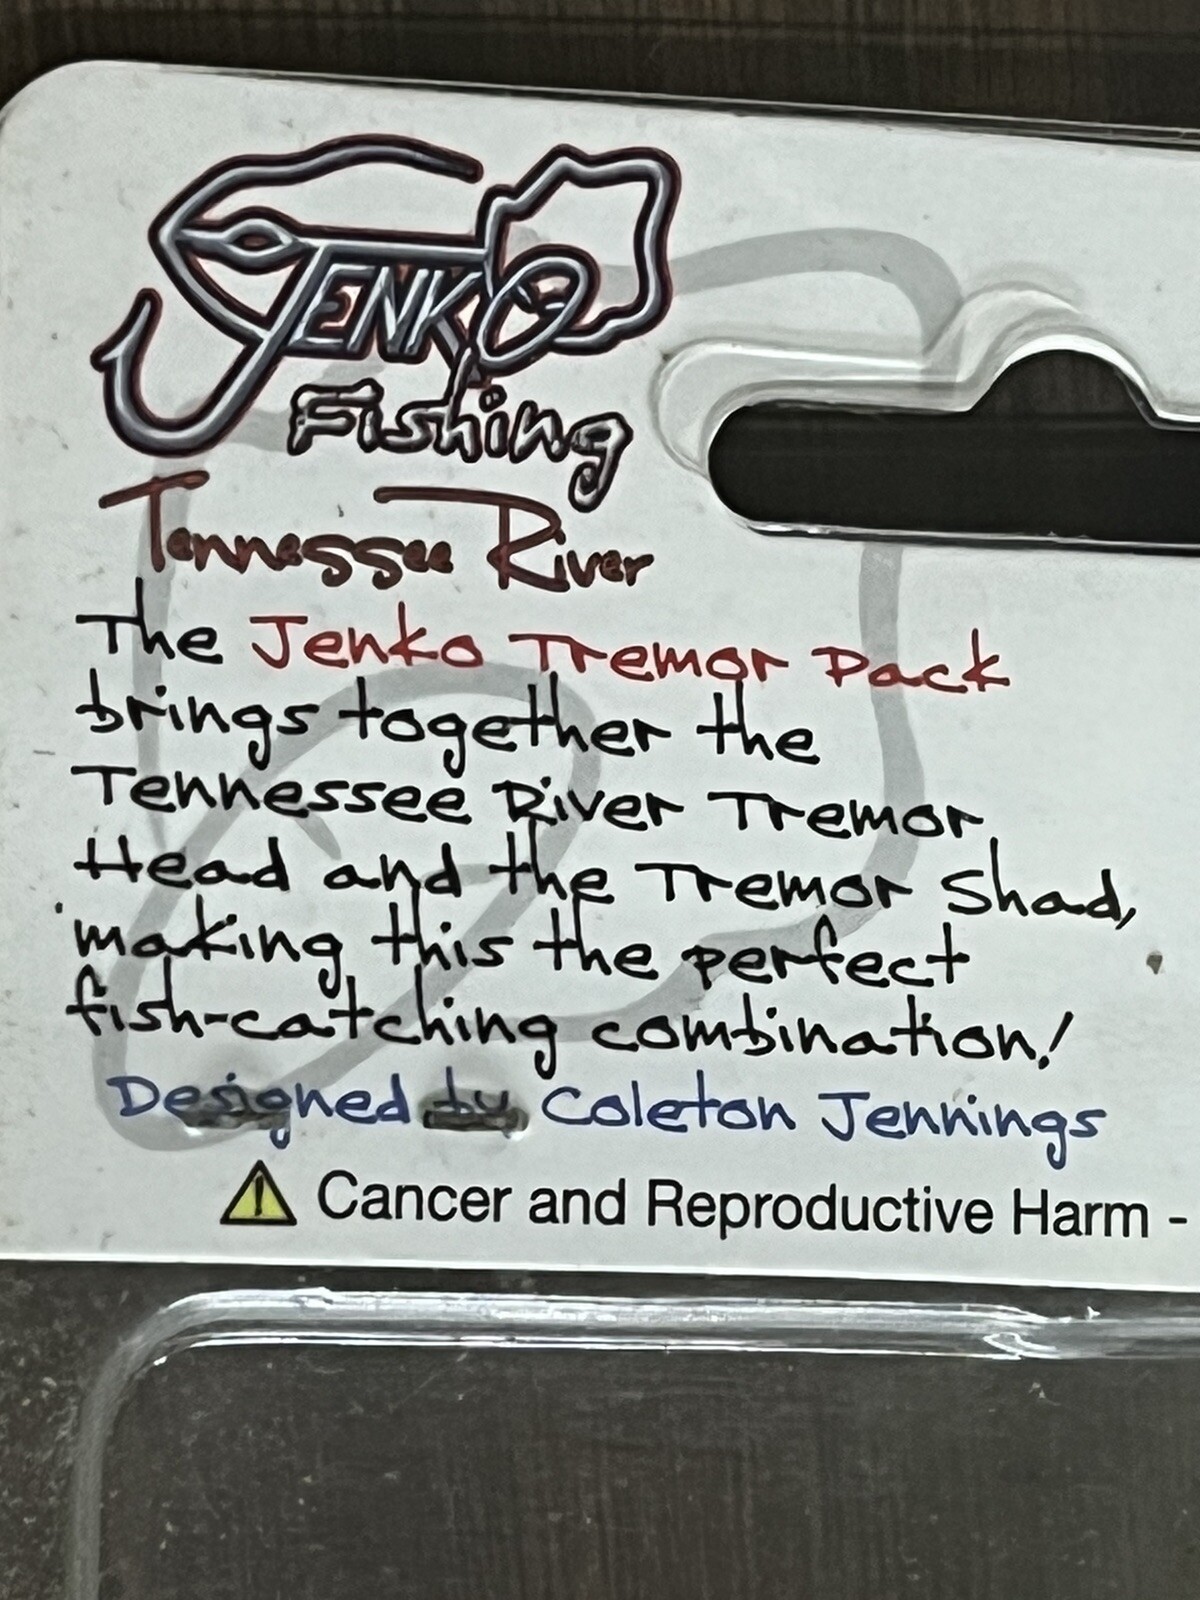 JENKO
Fishing
Tennessee River
The Jenko Tremor Pack
brings together the
Tennessee River Tremor
Head and the Tremor Shad,
making this the perfect
fish-catching combination!
Designed by Coleton Jennings
Cancer and Reproductive Harm -